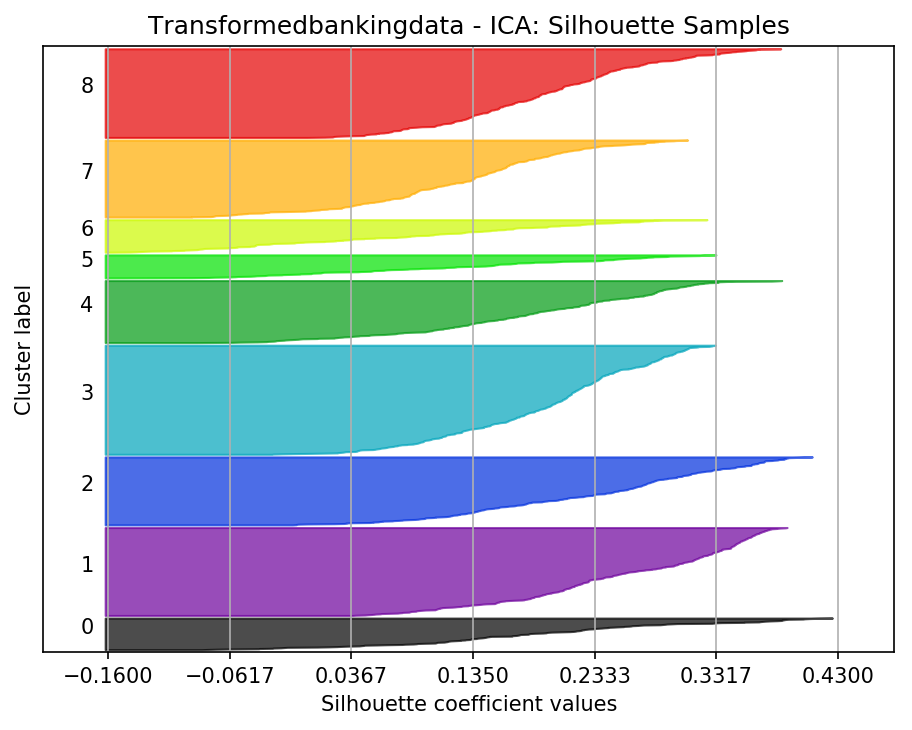 Transformedbankingdata - ICA: Silhouette Samples
8
7
6
5
4
3
2
1
0
Cluster label
−0.1600 −0.0617 0.0367 0.1350 0.2333 0.3317 0.4300
Silhouette coefficient values